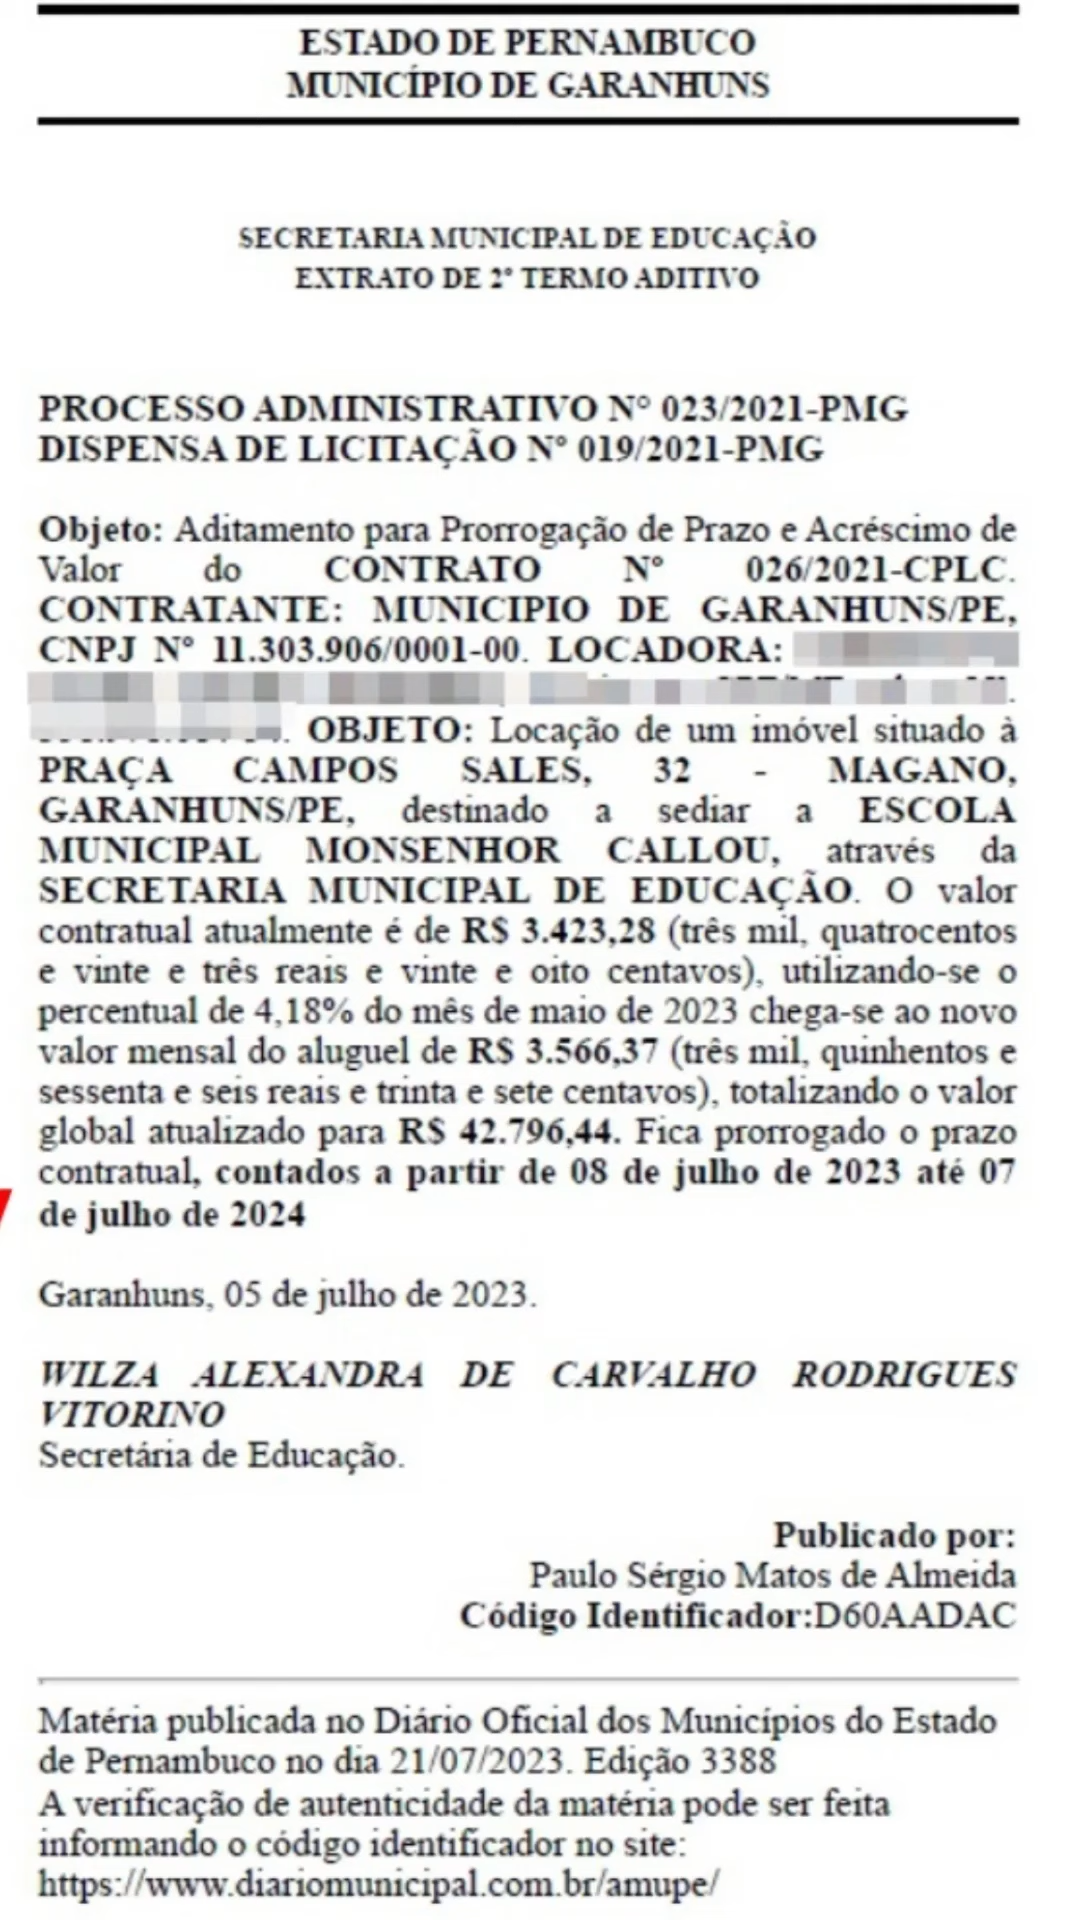 ESTADO DE PERNAMBUCO
MUNICÍPIO DE GARANHUNS
SECRETARIA MUNICIPAL DE EDUCAÇÃO
EXTRATO DE 2º TERMO ADITIVO
PROCESSO ADMINISTRATIVO Nº 023/2021-PMG
DISPENSA DE LICITAÇÃO Nº 019/2021-PMG
Objeto: Aditamento para Prorrogação de Prazo e Acréscimo de
Valor do CONTRATO Nº 026/2021-CPLC.
CONTRATANTE: MUNICIPIO DE GARANHUNS/PE,
CNPJ Nº 11.303.906/0001-00. LOCADORA:
OBJETO: Locação de um imóvel situado à
PRAÇA CAMPOS SALES, 32 - MAGANO,
GARANHUNS/PE, destinado a sediar a ESCOLA
MUNICIPAL MONSENHOR CALLOU, através da
SECRETARIA MUNICIPAL DE EDUCAÇÃO. O valor
contratual atualmente é de R$ 3.423,28 (três mil, quatrocentos
e vinte e três reais e vinte e oito centavos), utilizando-se o
percentual de 4,18% do mês de maio de 2023 chega-se ao novo
valor mensal do aluguel de R$ 3.566,37 (três mil, quinhentos e
sessenta e seis reais e trinta e sete centavos), totalizando o valor
global atualizado para R$ 42.796,44. Fica prorrogado o prazo
contratual, contados a partir de 08 de julho de 2023 até 07
de julho de 2024
Garanhuns, 05 de julho de 2023.
WILZA ALEXANDRA DE CARVALHO RODRIGUES
VITORINO
Secretária de Educação.
Publicado por:
Paulo Sérgio Matos de Almeida
Código Identificador:D60AADAC
Matéria publicada no Diário Oficial dos Municípios do Estado
de Pernambuco no dia 21/07/2023. Edição 3388
A verificação de autenticidade da matéria pode ser feita
informando o código identificador no site:
https://www.diariomunicipal.com.br/amupe/